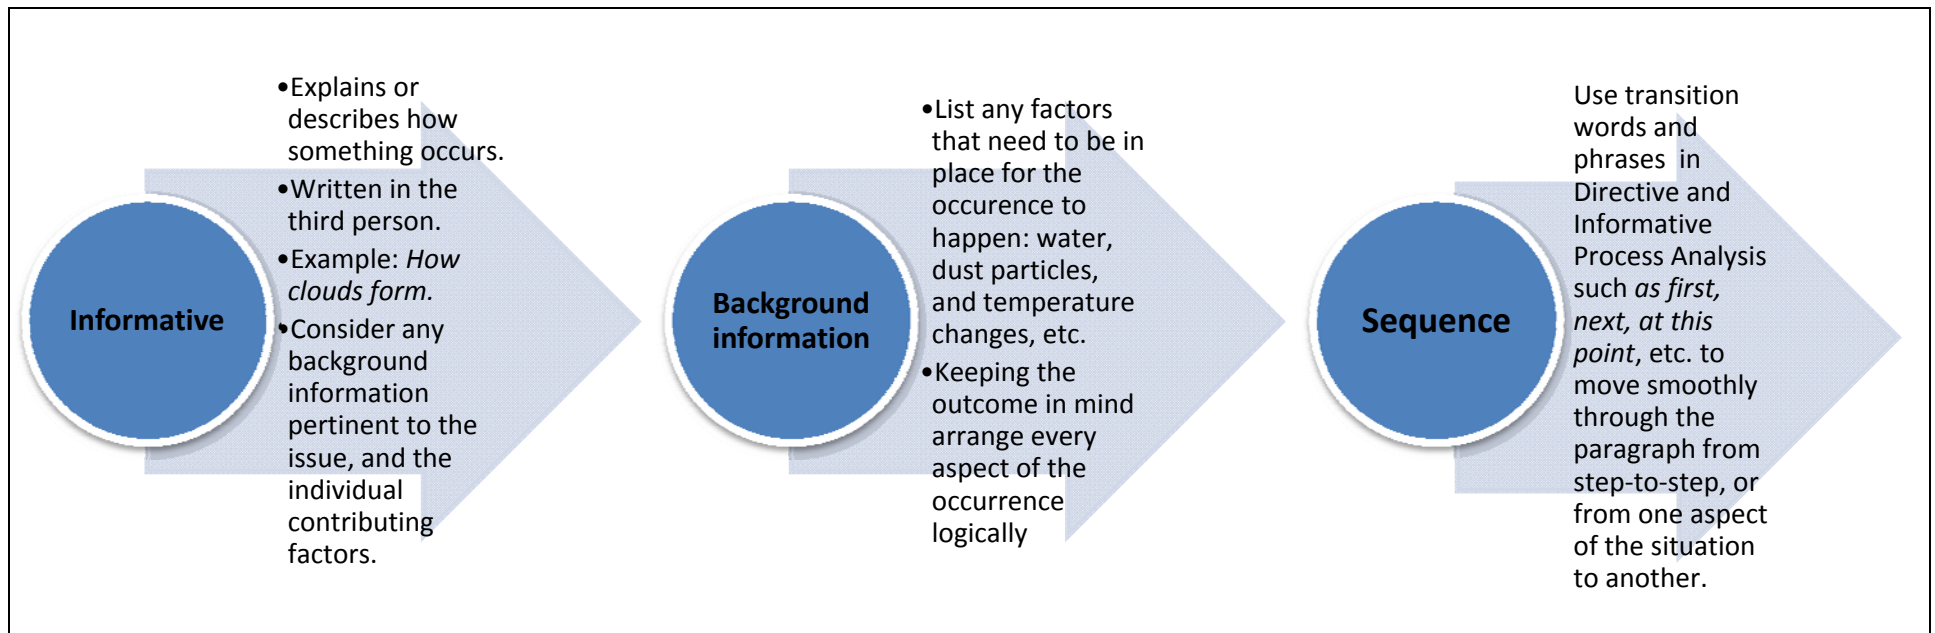 Informative
•Explains or
describes how
something occurs.
•Written in the
third person.
•Example: How
clouds form.
•Consider any
background
information
pertinent to the
issue, and the
individual
contributing
factors.
Background
information
•List any factors
that need to be in
place for the
occurence to
happen: water,
dust particles,
and temperature
changes, etc.
•Keeping the
outcome in mind
arrange every
aspect of the
occurrence
logically
Sequence
Use transition
words and
phrases in
Directive and
Informative
Process Analysis
such as first,
next, at this
point, etc. to
move smoothly
through the
paragraph from
step-to-step, or
from one aspect
of the situation
to another.